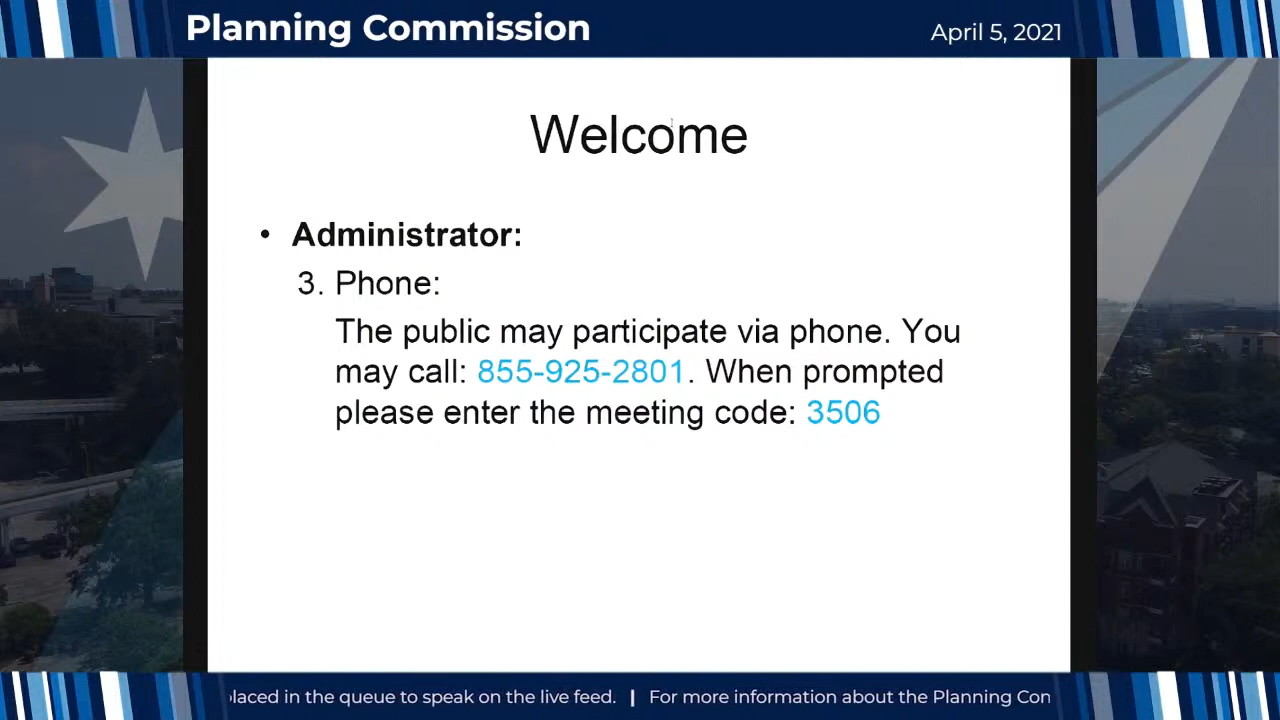 Planning Commission
April 5, 2021
Welcome
• Administrator:
3. Phone:
The public may participate via phone. You
may call: 855-925-2801. When prompted
please enter the meeting code: 3506
placed in the queue to speak on the live feed. | For more information about the Planning Con